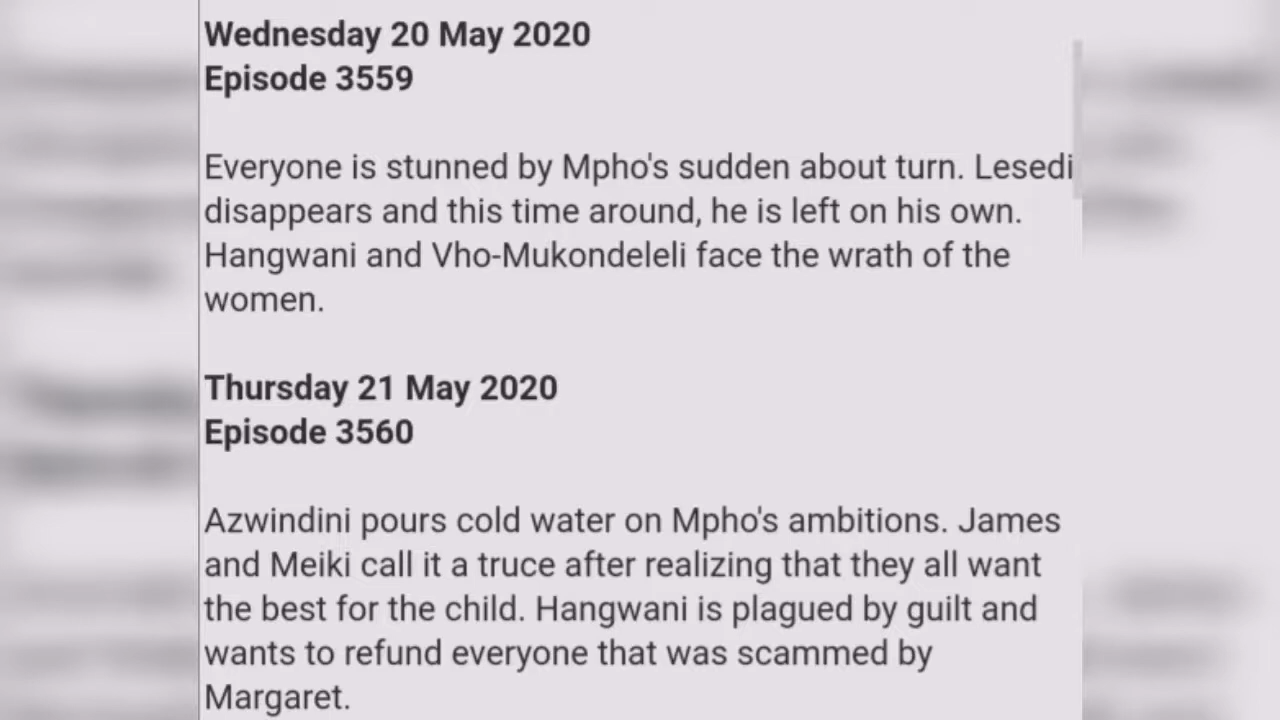 Wednesday 20 May 2020
Episode 3559
Everyone is stunned by Mpho's sudden about turn. Lesedi
disappears and this time around, he is left on his own.
Hangwani and Vho-Mukondeleli face the wrath of the
women.
Thursday 21 May 2020
Episode 3560
Azwindini pours cold water on Mpho's ambitions. James
and Meiki call it a truce after realizing that they all want
the best for the child. Hangwani is plagued by guilt and
wants to refund everyone that was scammed by
Margaret.